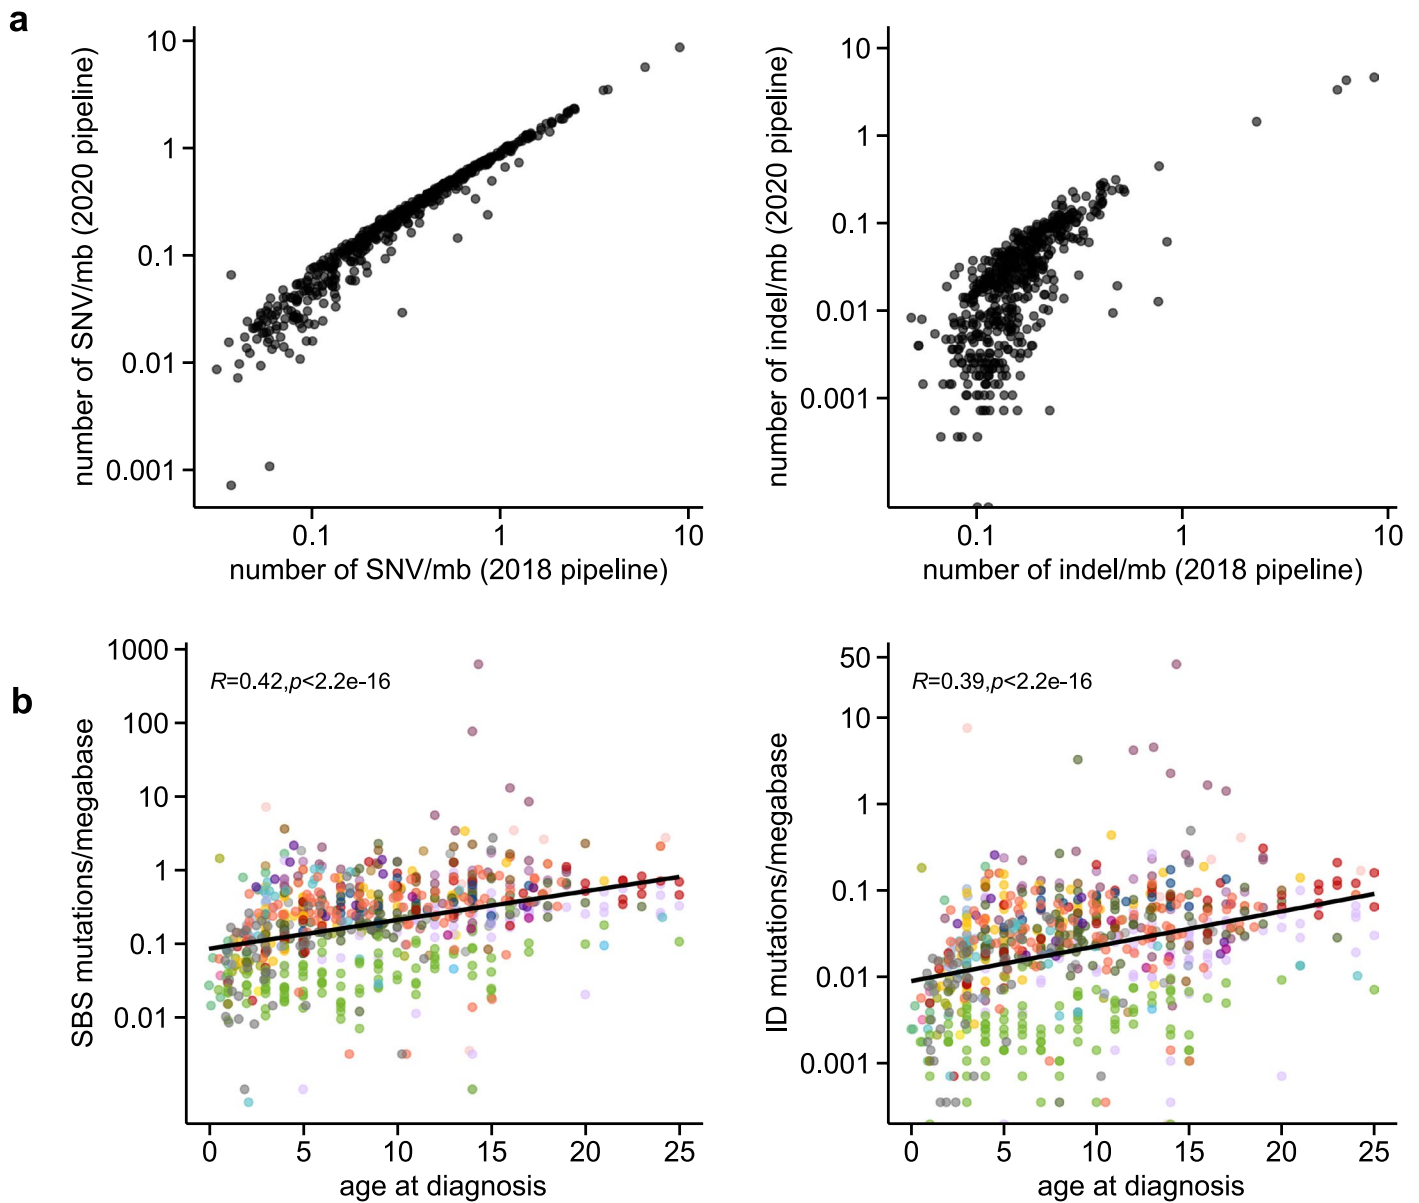 a
10
1
0.1
0.01
0.001
number of SNV/mb (2020 pipeline)
0.1 1 10
number of SNV/mb (2018 pipeline)
10
1
0.1
0.01
0.001
number of indel/mb (2020 pipeline)
0.1 1 10
number of indel/mb (2018 pipeline)
b
1000
100
10
1
0.1
0.01
SBS mutations/megabase
R=0.42,p<2.2e-16
0 5 10 15 20 25
age at diagnosis
50
10
1
0.1
0.01
0.001
ID mutations/megabase
R=0.39,p<2.2e-16
0 5 10 15 20 25
age at diagnosis